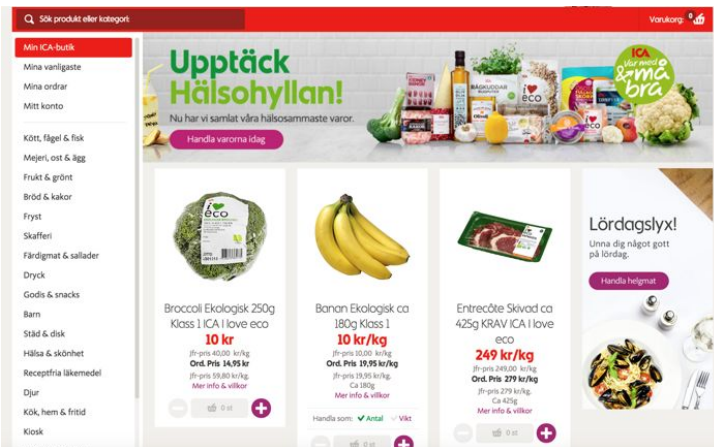 Sök produkt eller kategori:
Varukorg:
0
Min ICA-butik
Mina vanligaste
Mina ordrar
Mitt konto
Kött, fågel & fisk
Mejeri, ost & ägg
Frukt & grönt
Bröd & kakor
Fryst
Skafferi
Färdigmat & sallader
Dryck
Godis & snacks
Barn
Städ & disk
Hälsa & skönhet
Receptfria läkemedel
Djur
Kök, hem & fritid
Kiosk
Upptäck
Hälsohyllan!
Nu har vi samlat våra hälsosammaste varor.
Handla varorna idag
BÄGKUDDAR
i ♥
eco
ICA
Var med
& må
bra
i ♥
eco
Broccoli Ekologisk 250g
Klass 1 ICA I love eco
10 kr
Jfr-pris 40,00 kr/kg
Ord. Pris 14,95 kr
Jfr-pris 59,80 kr/kg.
Mer info & villkor
0 st
Banan Ekologisk ca
180g Klass 1
10 kr/kg
Jfr-pris 10,00 kr/kg
Ord. Pris 19,95 kr/kg
Jfr-pris 19,95 kr/kg.
Ca 180g
Mer info & villkor
Handla som: Antal Vikt
0 st
Entrecôte Skivad ca
425g KRAV ICA I love
eco
249 kr/kg
Jfr-pris 249,00 kr/kg
Ord. Pris 279 kr/kg
Jfr-pris 279 kr/kg.
Ca 425g
Mer info & villkor
0 st
Lördagslyx!
Unna dig något gott
på lördag.
Handla helgmat